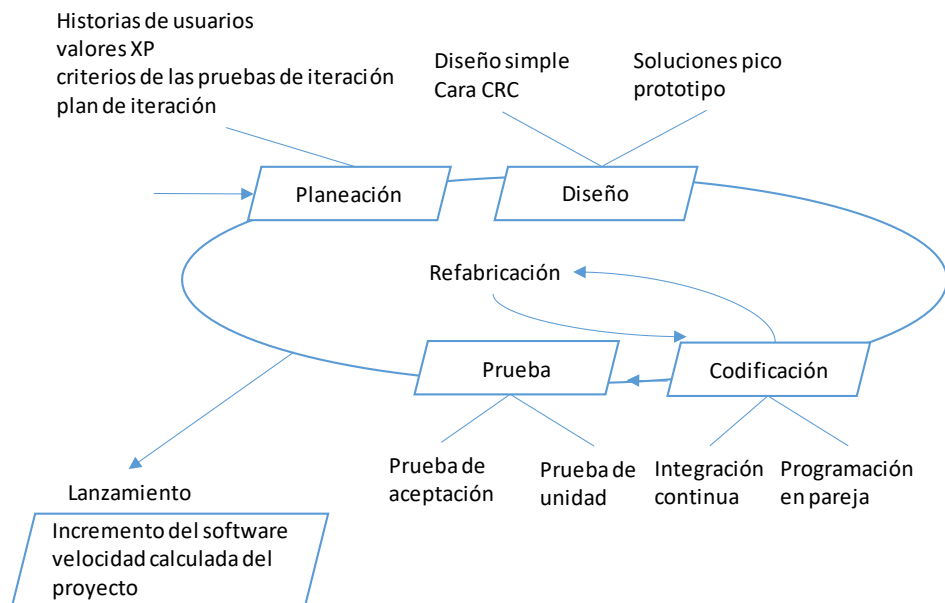 Historias de usuarios
valores XP
criterios de las pruebas de iteración
plan de iteración
Diseño simple
Cara CRC
Soluciones pico
prototipo
Planeación
Diseño
Refabricación
Prueba
Codificación
Prueba de
aceptación
Prueba de
unidad
Integración
continua
Programación
en pareja
Lanzamiento
Incremento del software
velocidad calculada del
proyecto